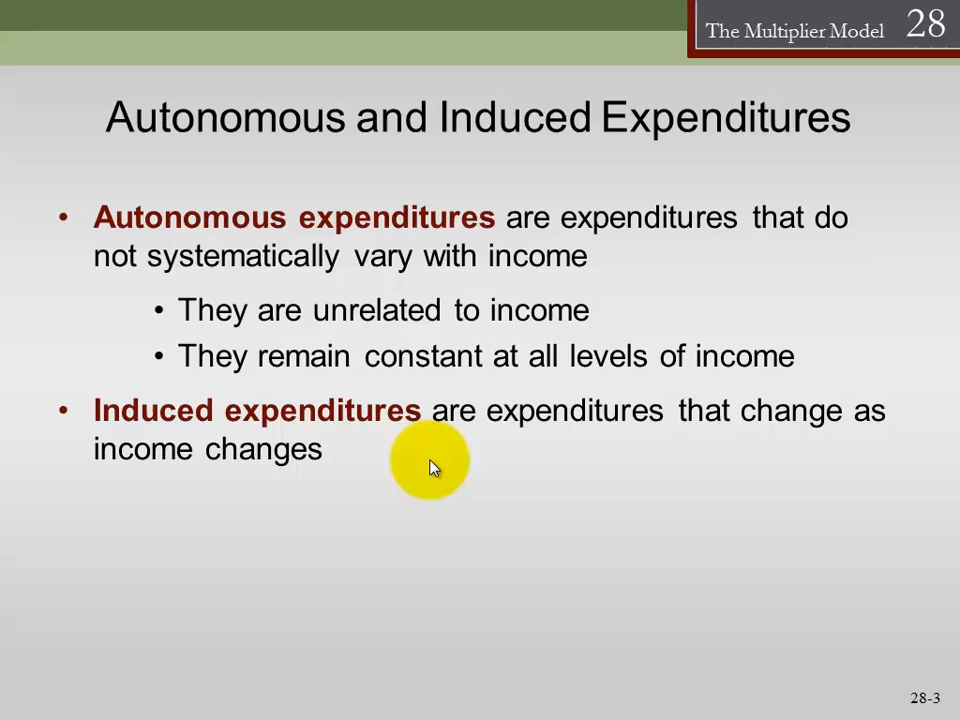 The Multiplier Model 28
Autonomous and Induced Expenditures
• Autonomous expenditures are expenditures that do
not systematically vary with income
• They are unrelated to income
• They remain constant at all levels of income
• Induced expenditures are expenditures that change as
income changes
28-3